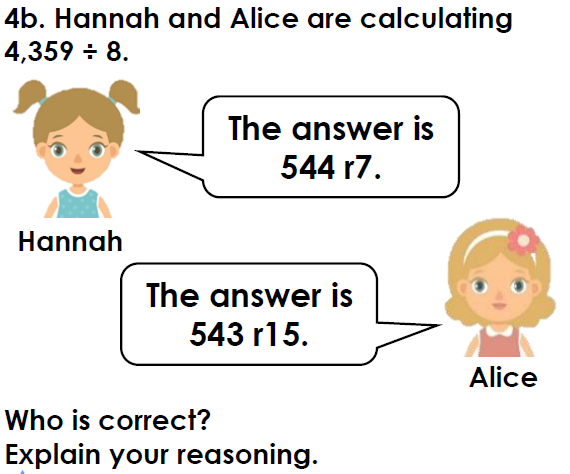 4b. Hannah and Alice are calculating
4,359 ÷ 8.
The answer is
544 r7.
Hannah
The answer is
543 r15.
Alice
Who is correct?
Explain your reasoning.